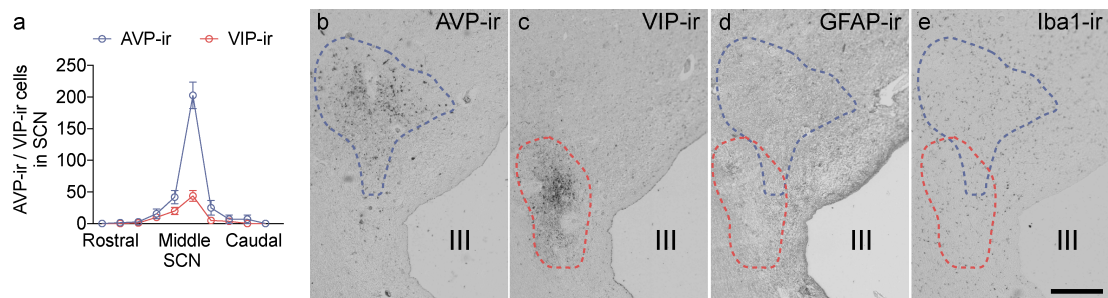 a
AVP-ir VIP-ir
AVP-ir / VIP-ir cells
in SCN
250
200
150
100
50
0
Rostral Middle Caudal
SCN
b AVP-ir
III
c VIP-ir
III
d GFAP-ir
III
e Iba1-ir
III